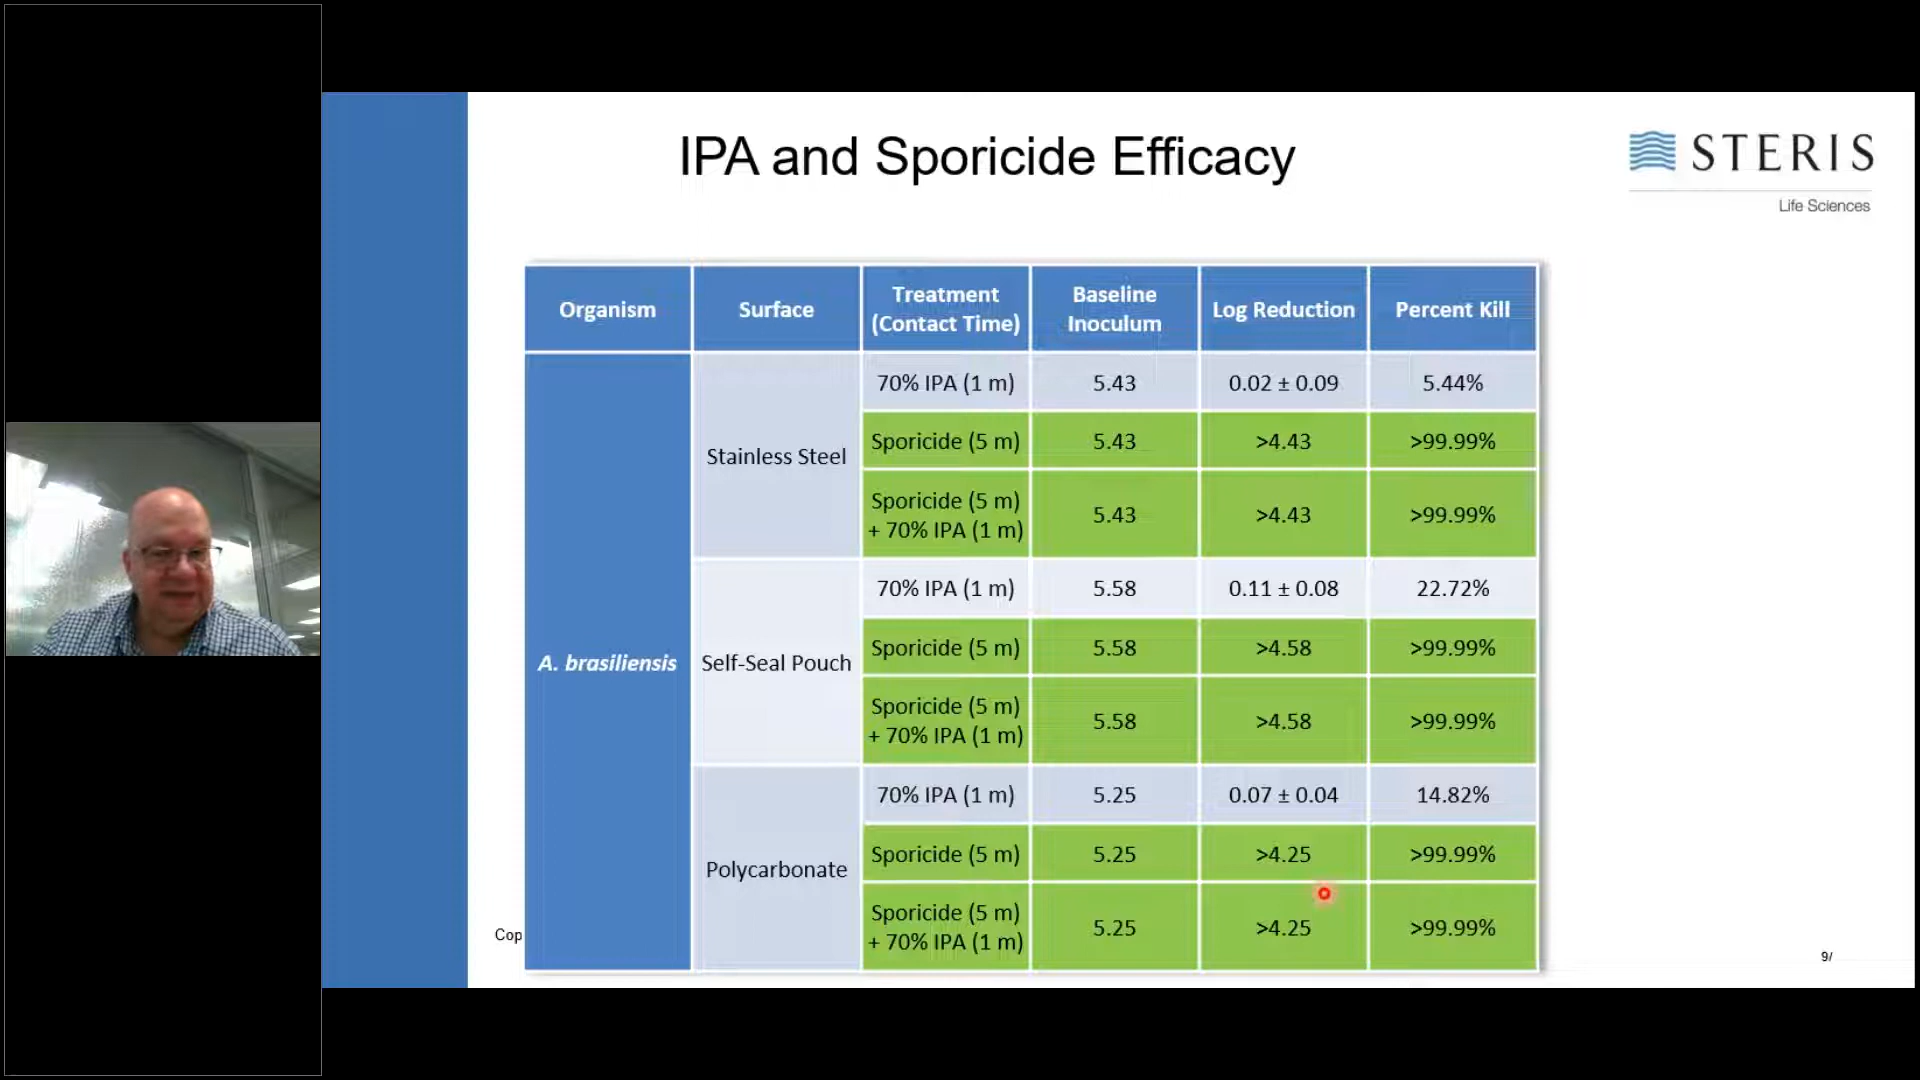 IPA and Sporicide Efficacy
STERIS
Life Sciences
Organism
Surface
Treatment
(Contact Time)
Baseline
Inoculum
Log Reduction
Percent Kill
A. brasiliensis
Stainless Steel
70% IPA (1 m)
5.43
0.02 ± 0.09
5.44%
Sporicide (5 m)
5.43
>4.43
>99.99%
Sporicide (5 m)
+ 70% IPA (1 m)
5.43
>4.43
>99.99%
Self-Seal Pouch
70% IPA (1 m)
5.58
0.11 ± 0.08
22.72%
Sporicide (5 m)
5.58
>4.58
>99.99%
Sporicide (5 m)
+ 70% IPA (1 m)
5.58
>4.58
>99.99%
Polycarbonate
70% IPA (1 m)
5.25
0.07 ± 0.04
14.82%
Sporicide (5 m)
5.25
>4.25
>99.99%
Sporicide (5 m)
+ 70% IPA (1 m)
5.25
>4.25
>99.99%
Cop
9/